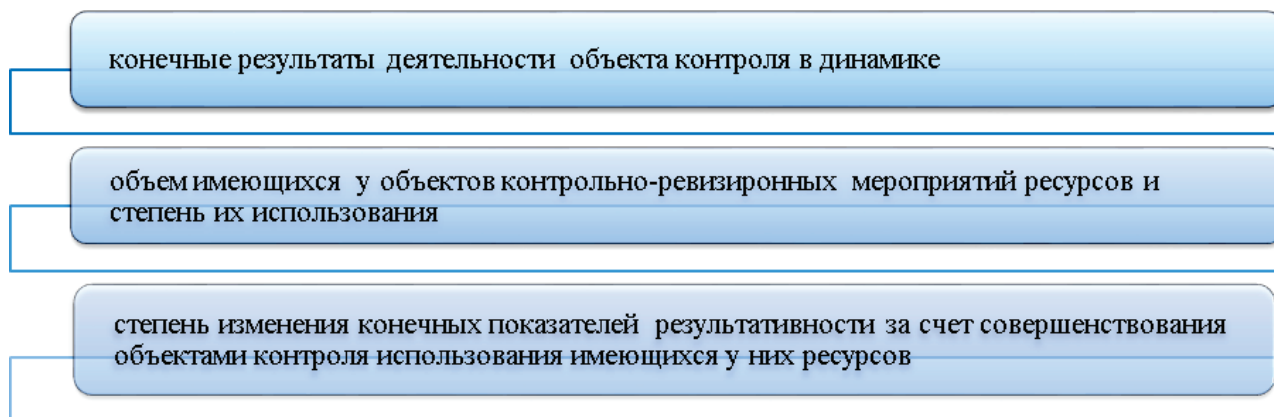 конечные результаты деятельности объекта контроля в динамике
объем имеющихся у объектов контрольно-ревизиронных мероприятий ресурсов и
степень их использования
степень изменения конечных показателей результативности за счет совершенствования
объектами контроля использования имеющихся у них ресурсов